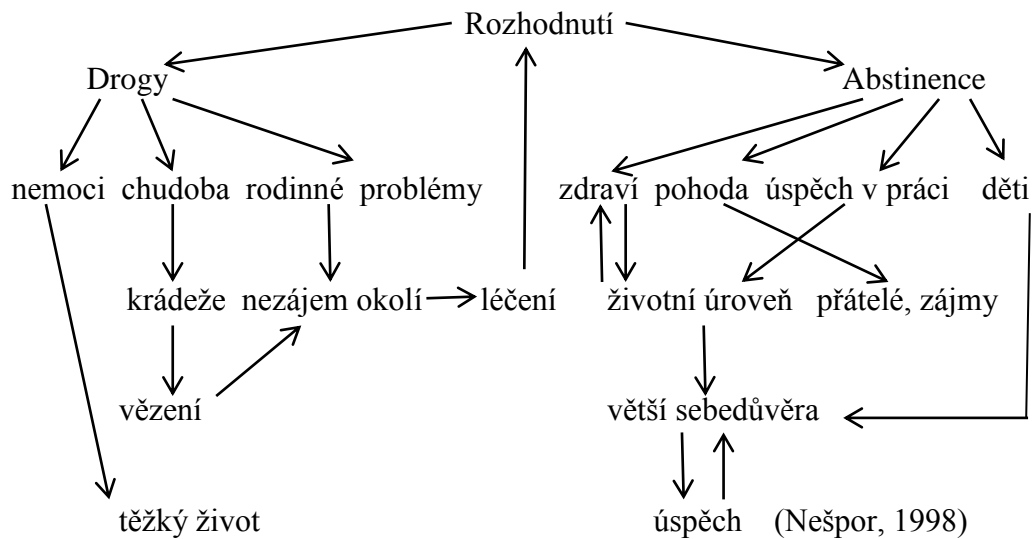 Rozhodnutí
Drogy Abstinence
nemoci chudoba rodinné problémy zdraví pohoda úspěch v práci děti
krádeže nezájem okolí léčení životní úroveň přátelé, zájmy
vězení větší sebedůvěra
těžký život úspěch (Nešpor, 1998)